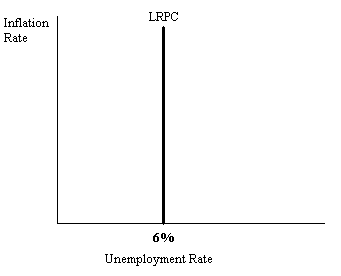 LRPC
Inflation
Rate
6%
Unemployment Rate